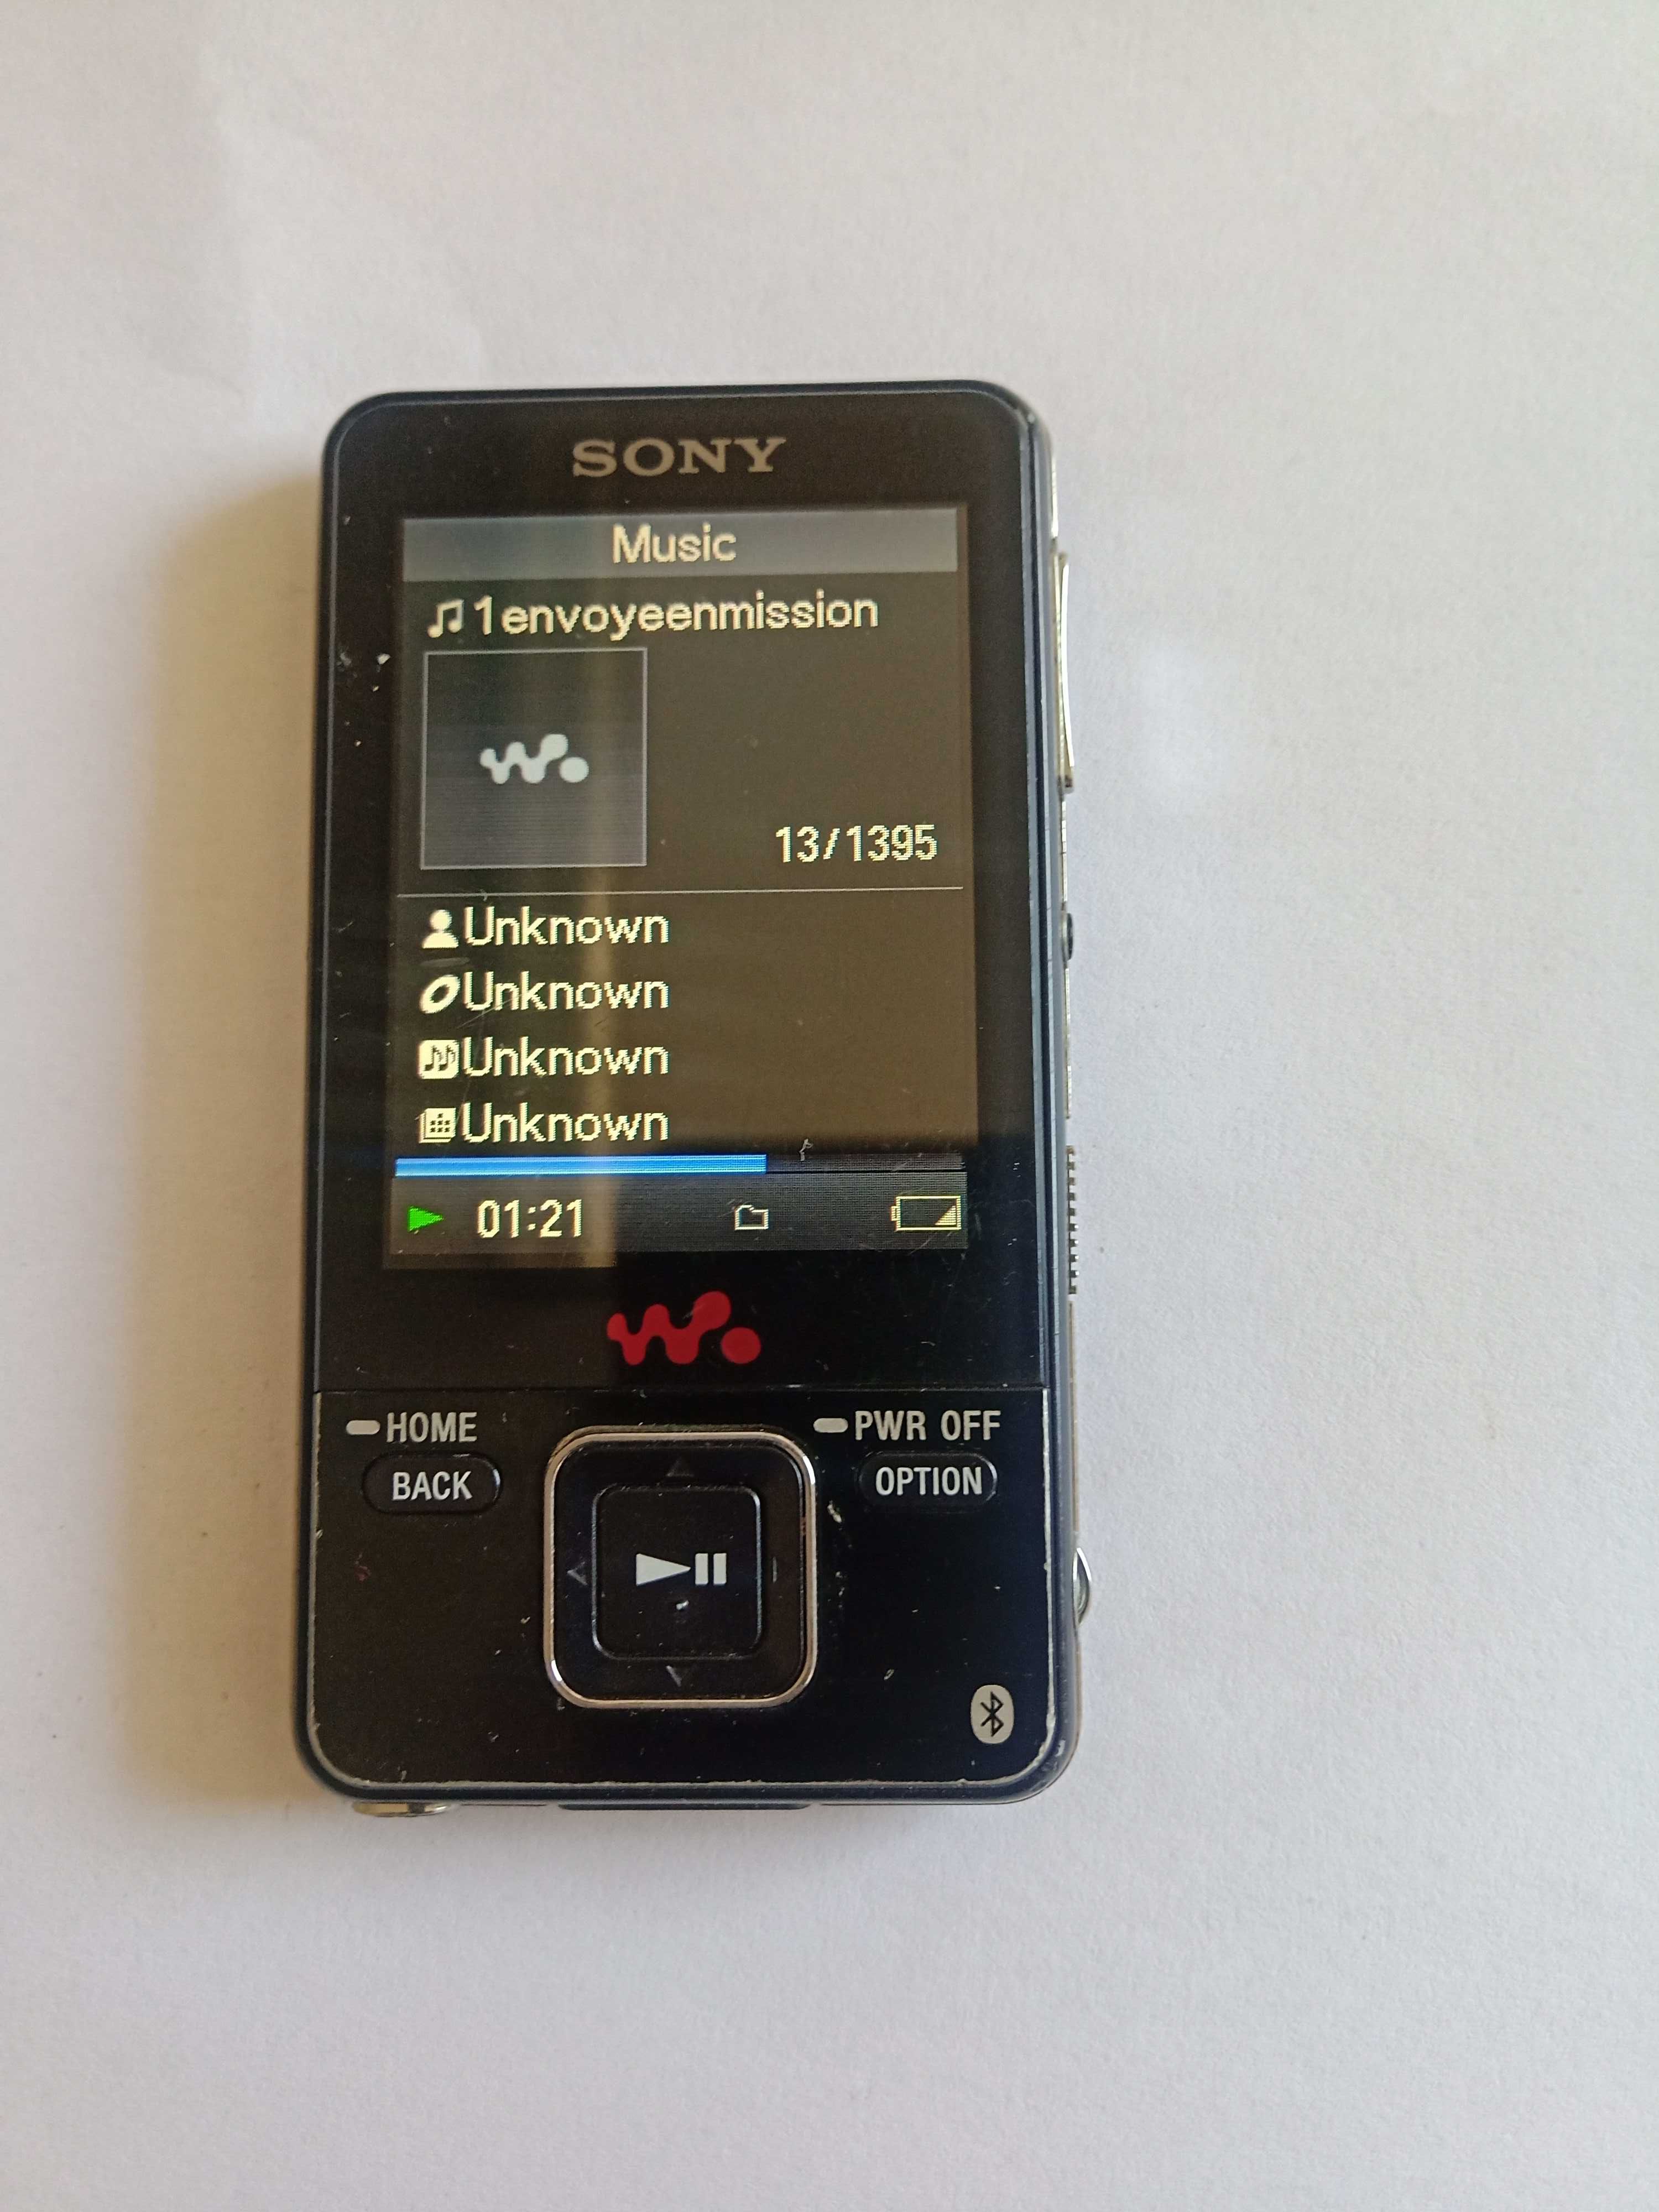 SONY
Music
1envoyeenmission
13/1395
Unknown
Unknown
Unknown
Unknown
01:21
HOME
PWR OFF
BACK
OPTION